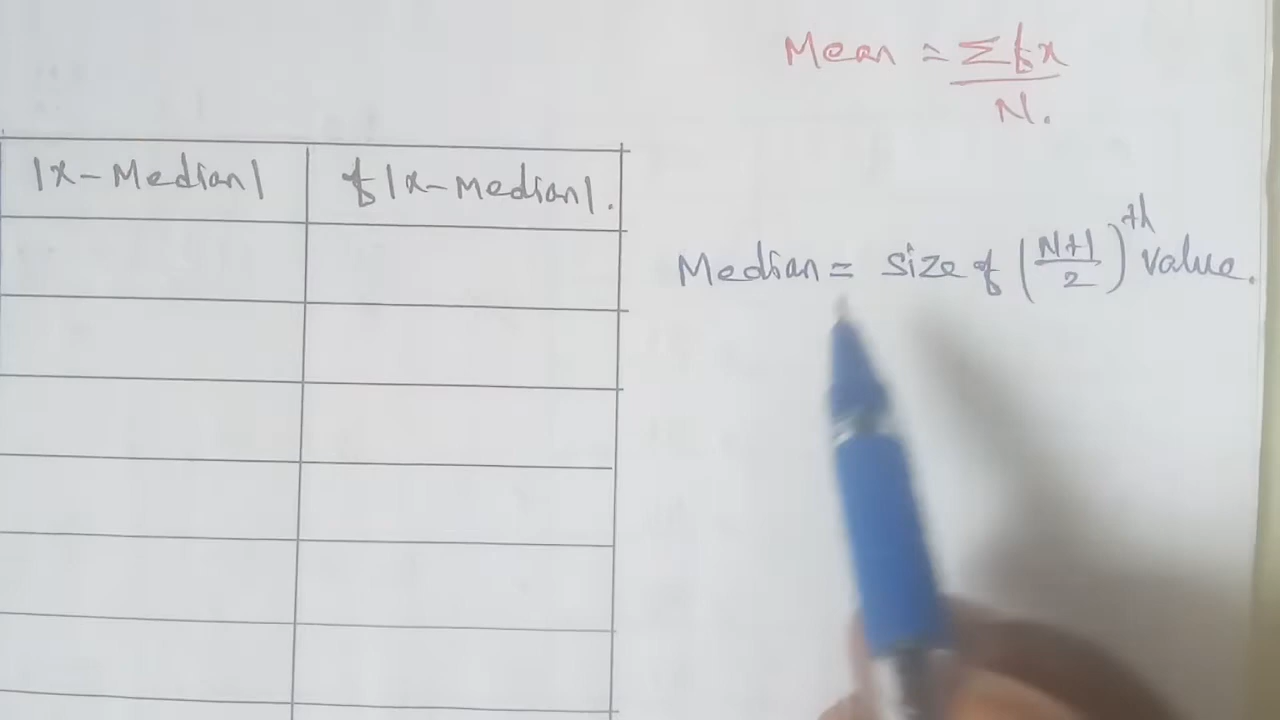 Mean = Σfx
N.
|x-Median| f|x-Median|.
Median = size of (N+1/2)th value.